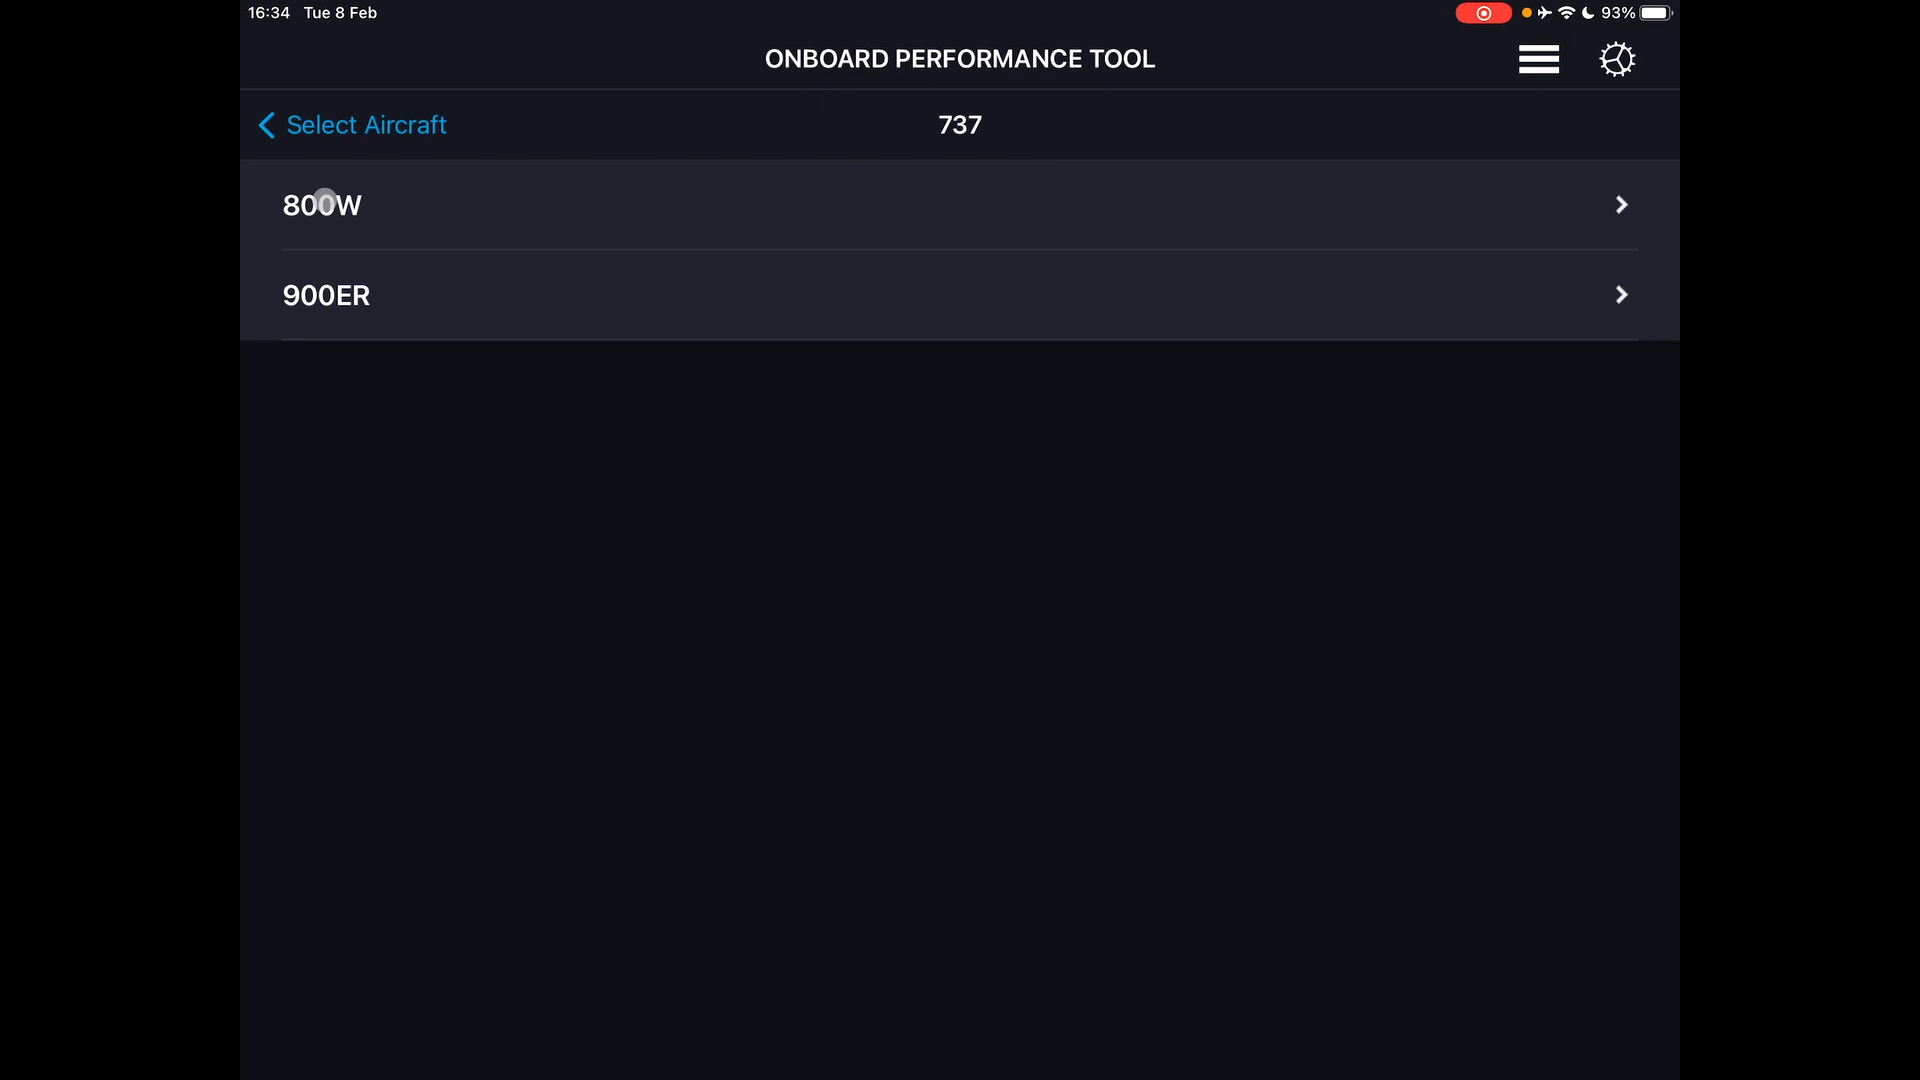 16:34 Tue 8 Feb
93%
ONBOARD PERFORMANCE TOOL
Select Aircraft
737
800W
900ER